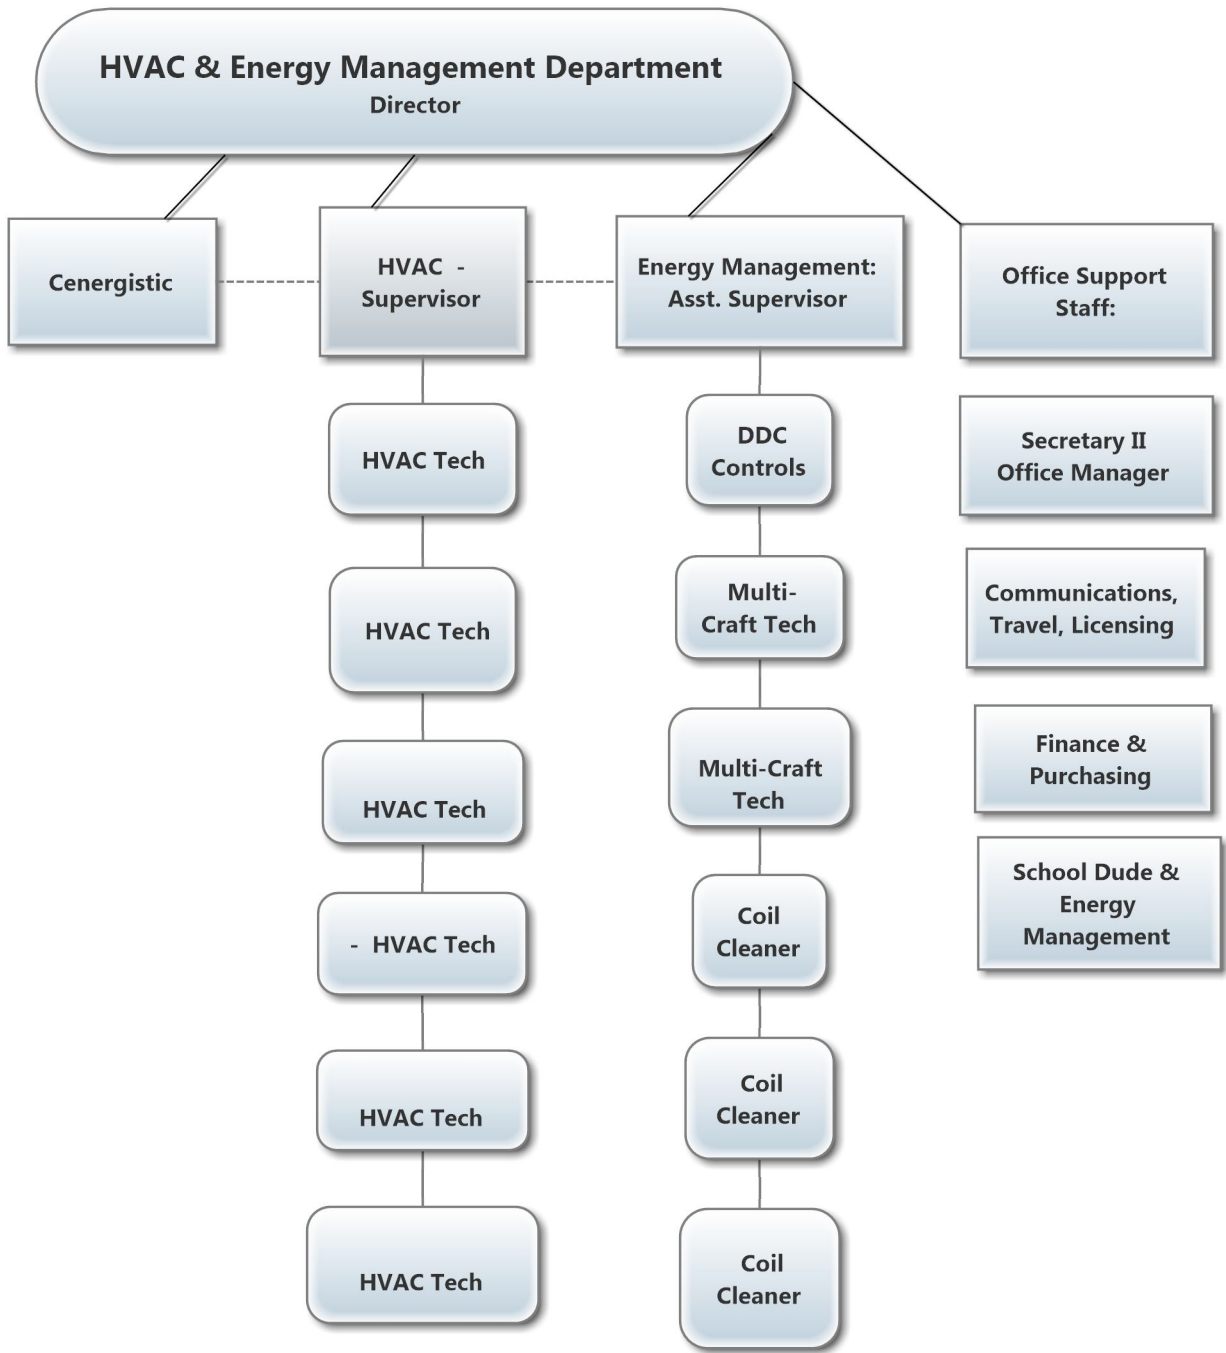 HVAC & Energy Management Department
Director
Cenergistic
HVAC -
Supervisor
Energy Management:
Asst. Supervisor
Office Support
Staff:
HVAC Tech
HVAC Tech
HVAC Tech
- HVAC Tech
HVAC Tech
HVAC Tech
DDC
Controls
Multi-
Craft Tech
Multi-Craft
Tech
Coil
Cleaner
Coil
Cleaner
Coil
Cleaner
Secretary II
Office Manager
Communications,
Travel, Licensing
Finance &
Purchasing
School Dude &
Energy
Management